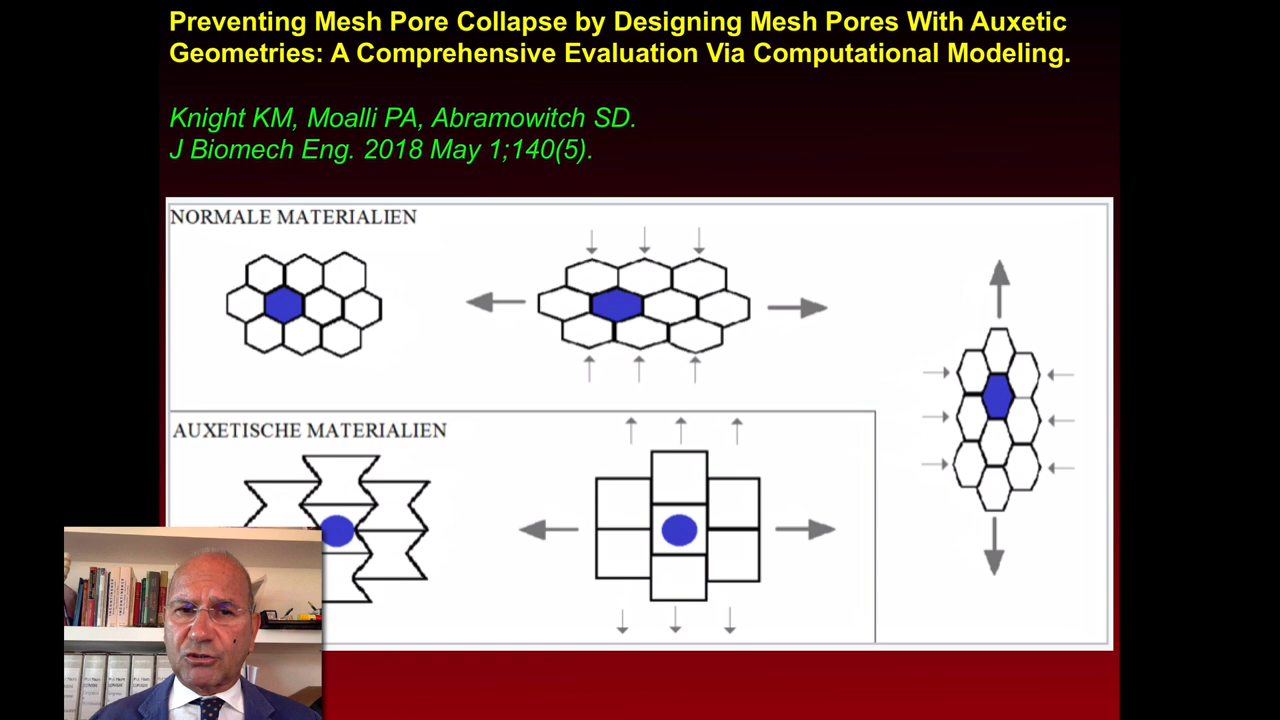 Preventing Mesh Pore Collapse by Designing Mesh Pores With Auxetic
Geometries: A Comprehensive Evaluation Via Computational Modeling.
Knight KM, Moalli PA, Abramowitch SD.
J Biomech Eng. 2018 May 1;140(5).
NORMALE MATERIALIEN
AUXETISCHE MATERIALIEN